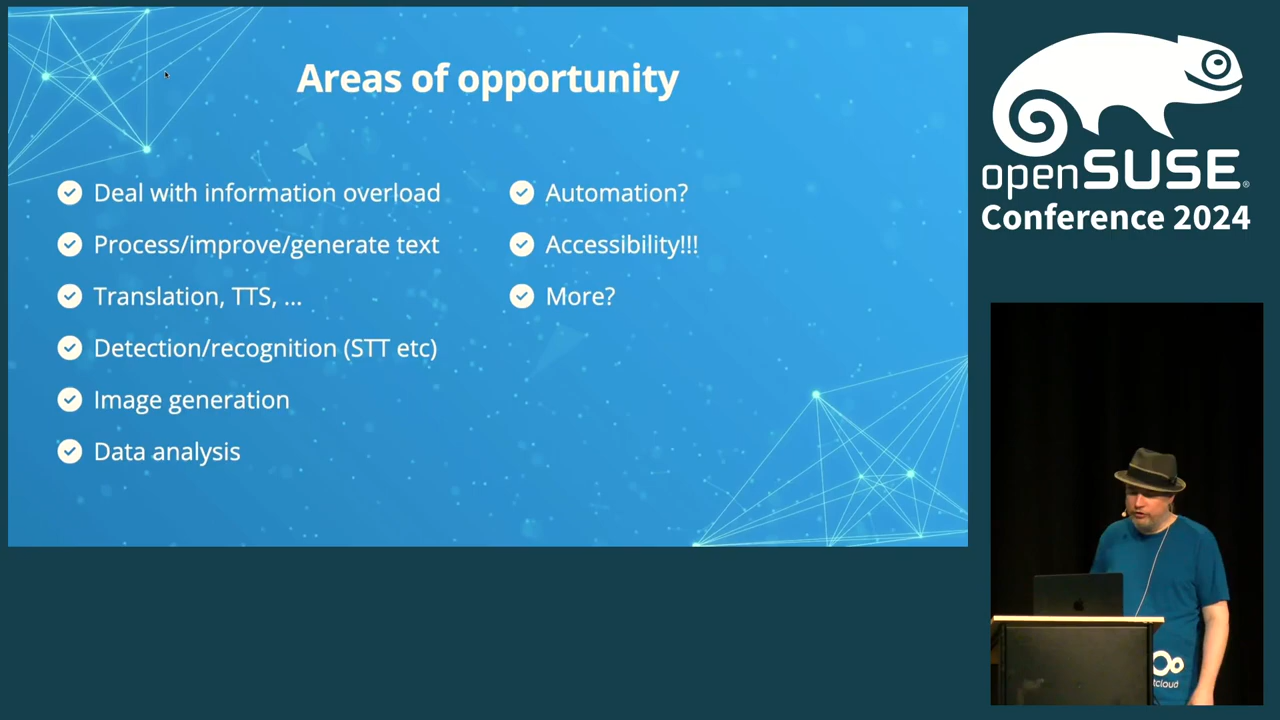 Areas of opportunity
Deal with information overload
Process/improve/generate text
Translation, TTS, ...
Detection/recognition (STT etc)
Image generation
Data analysis
Automation?
Accessibility!!!
More?
openSUSE®
Conference 2024
tcloud